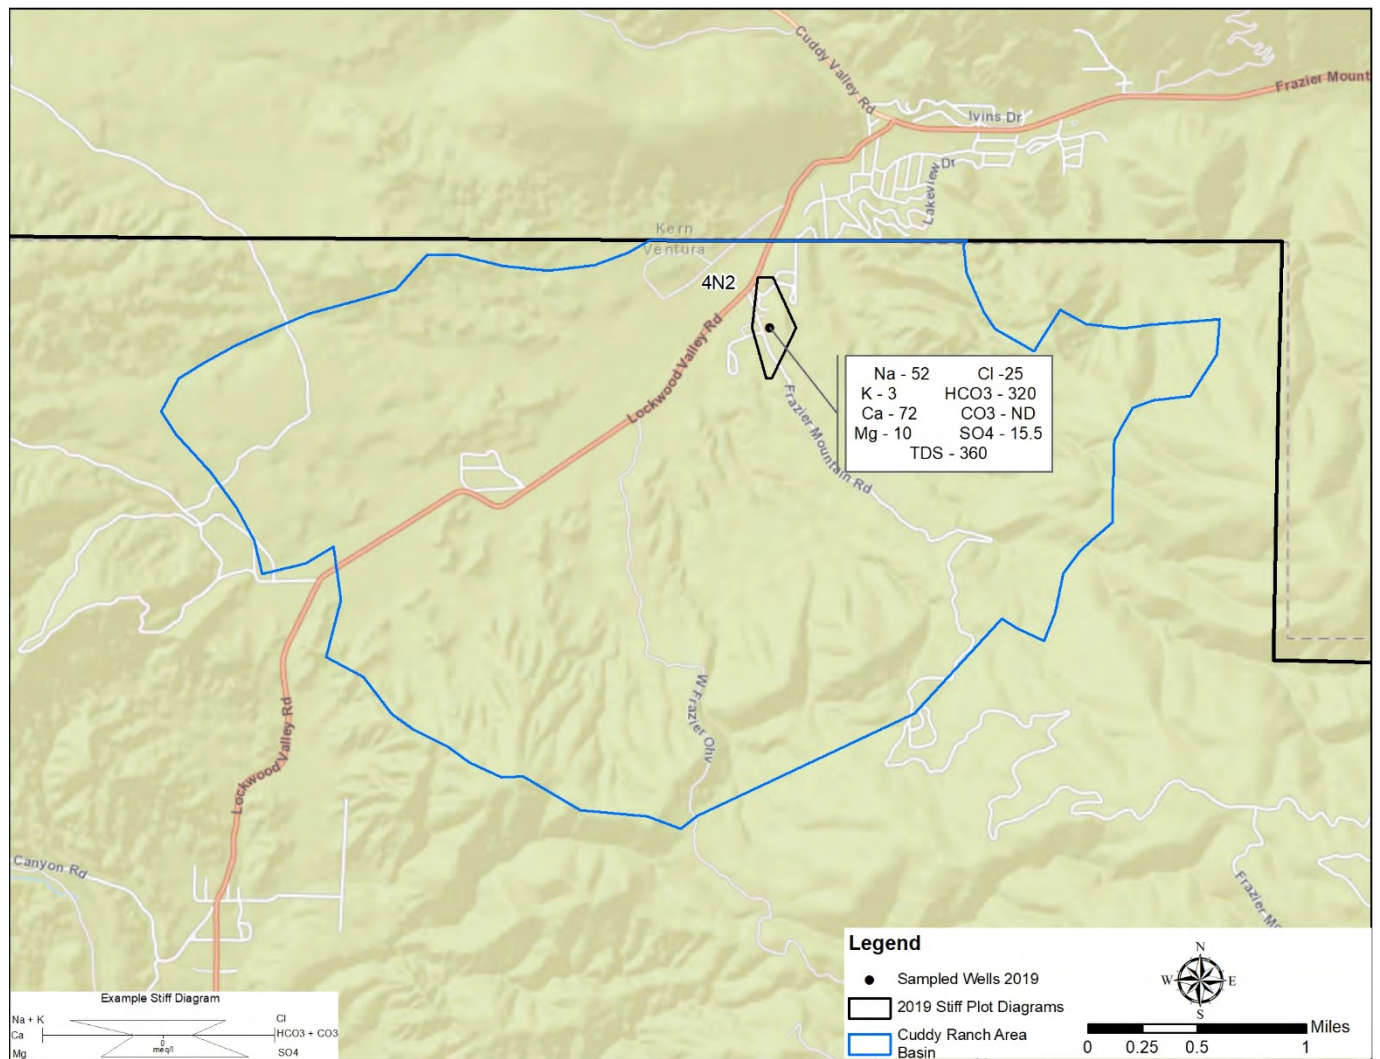 Cuddy Valley Rd
Frazier Mount
Ivins Dr
Lakeview Dr
Kern
Ventura
4N2
Lockwood Valley Rd
Na - 52 Cl -25
K - 3 HCO3 - 320
Ca - 72 CO3 - ND
Mg - 10 SO4 - 15.5
TDS - 360
Frazier Mountain Rd
W Frazier Ohv
Lockwood Valley Rd
Canyon Rd
Frazier Mo
Legend
Sampled Wells 2019
2019 Stiff Plot Diagrams
Cuddy Ranch Area
Basin
N
W E
S
Miles
0 0.25 0.5 1
Example Stiff Diagram
Na + K Cl
Ca HCO3 + CO3
0
meq/l
Mg SO4